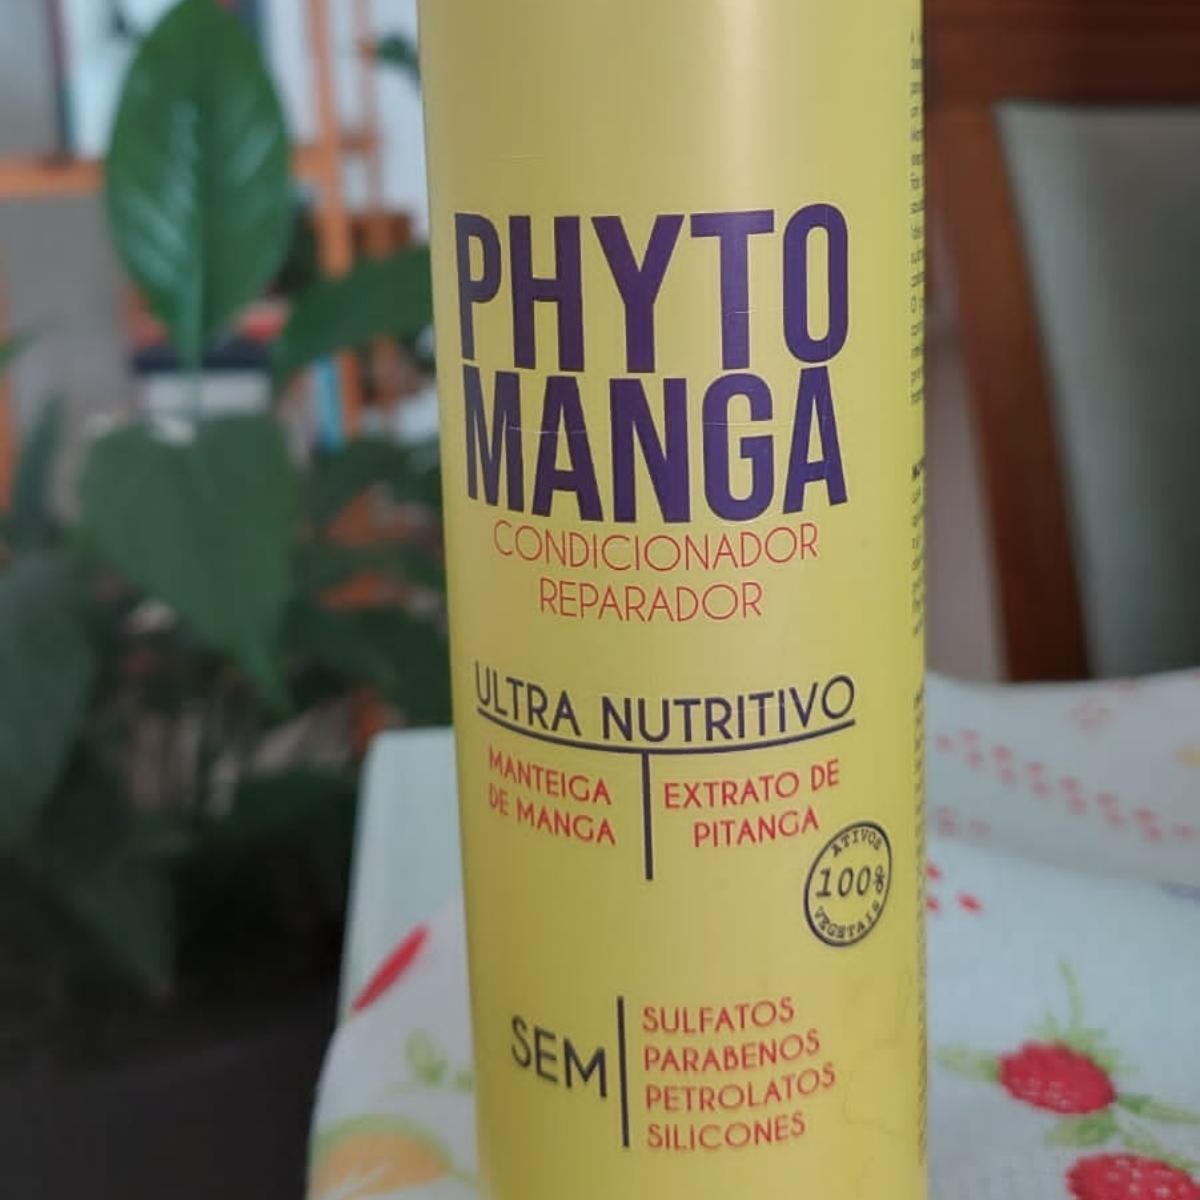 PHYTO
MANGA
CONDICIONADOR
REPARADOR
ULTRA NUTRITIVO
MANTEIGA
DE MANGA
EXTRATO DE
PITANGA
ATIVOS
100%
VEGETAIS
SEM
SULFATOS
PARABENOS
PETROLATOS
SILICONES